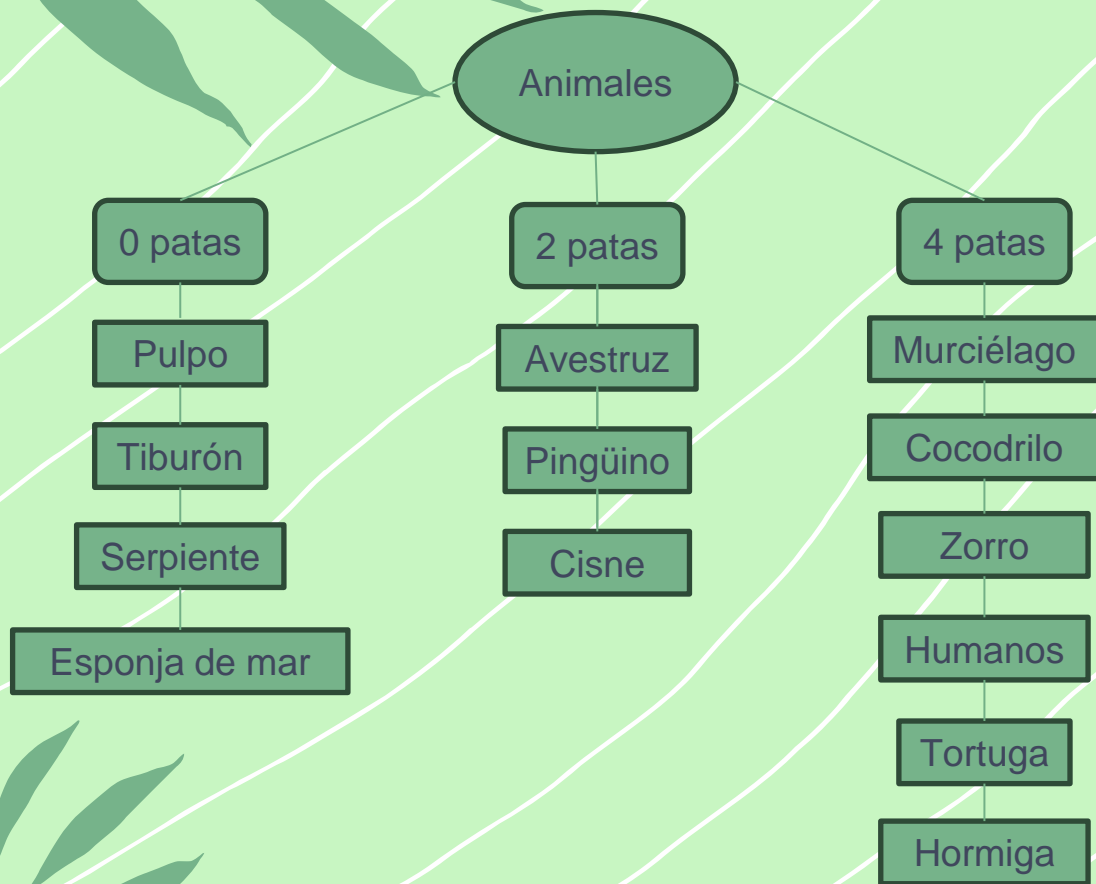 Animales
0 patas
Pulpo
Tiburón
Serpiente
Esponja de mar
2 patas
Avestruz
Pingüino
Cisne
4 patas
Murciélago
Cocodrilo
Zorro
Humanos
Tortuga
Hormiga